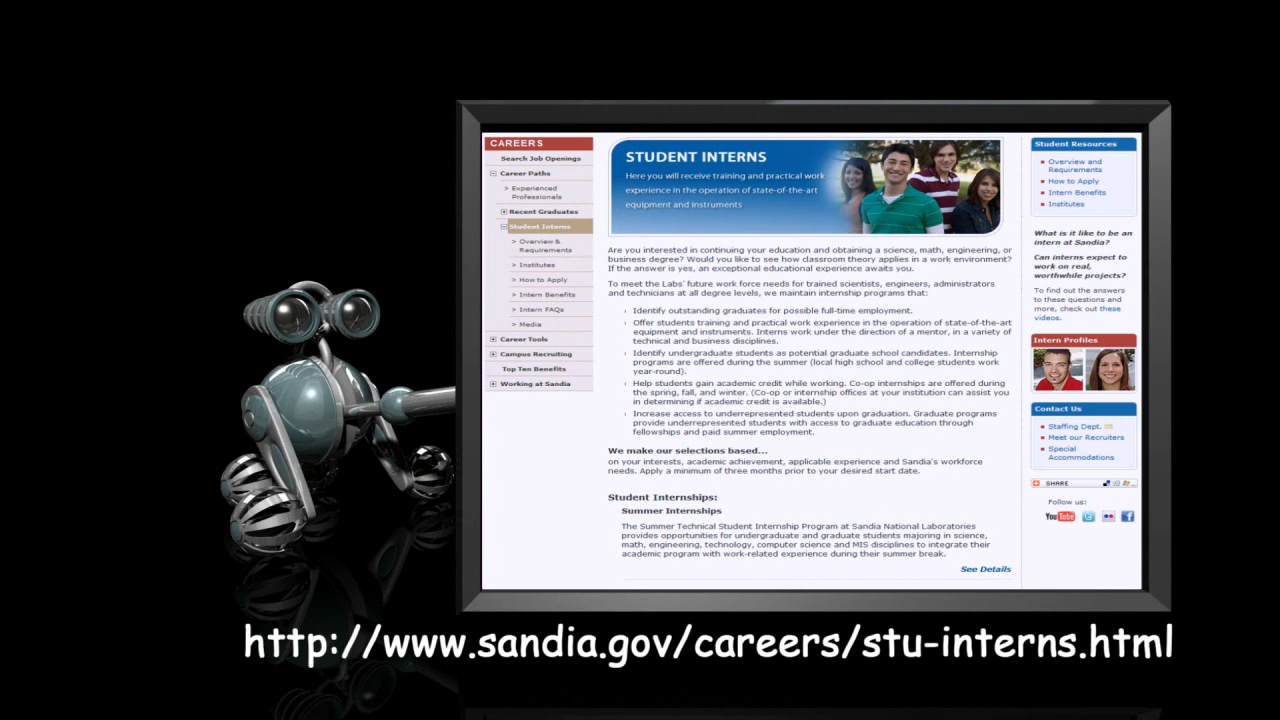 CAREERS
Search Job Openings
Career Paths
> Experienced
Professionals
Recent Graduates
Student Interns
> Overview &
Requirements
> Institutes
> How to Apply
> Intern Benefits
> Intern FAQs
> Media
Career Tools
Campus Recruiting
Top Ten Benefits
Working at Sandia
STUDENT INTERNS
Here you will receive training and practical work
experience in the operation of state-of-the-art
equipment and instruments
Are you interested in continuing your education and obtaining a science, math, engineering, or
business degree? Would you like to see how classroom theory applies in a work environment?
If the answer is yes, an exceptional educational experience awaits you.
To meet the Labs' future work force needs for trained scientists, engineers, administrators
and technicians at all degree levels, we maintain internship programs that:
Identify outstanding graduates for possible full-time employment.
Offer students training and practical work experience in the operation of state-of-the-art
equipment and instruments. Interns work under the direction of a mentor, in a variety of
technical and business disciplines.
Identify undergraduate students as potential graduate school candidates. Internship
programs are offered during the summer (local high school and college students work
year-round).
Help students gain academic credit while working. Co-op internships are offered during
the spring, fall, and winter. (Co-op or internship offices at your institution can assist you
in determining if academic credit is available.)
Increase access to underrepresented students upon graduation. Graduate programs
provide underrepresented students with access to graduate education through
fellowships and paid summer employment.
We make our selections based...
on your interests, academic achievement, applicable experience and Sandia's workforce
needs. Apply a minimum of three months prior to your desired start date.
Student Internships:
Summer Internships
The Summer Technical Student Internship Program at Sandia National Laboratories
provides opportunities for undergraduate and graduate students majoring in science,
math, engineering, technology, computer science and MIS disciplines to integrate their
academic program with work-related experience during their summer break.
See Details
Student Resources
Overview and
Requirements
How to Apply
Intern Benefits
Institutes
What is it like to be an
intern at Sandia?
Can interns expect to
work on real,
worthwhile projects?
To find out the answers
to these questions and
more, check out these
videos.
Intern Profiles
Contact Us
Staffing Dept.
Meet our Recruiters
Special
Accommodations
SHARE
Follow us:
YouTube
http://www.sandia.gov/careers/stu-interns.html